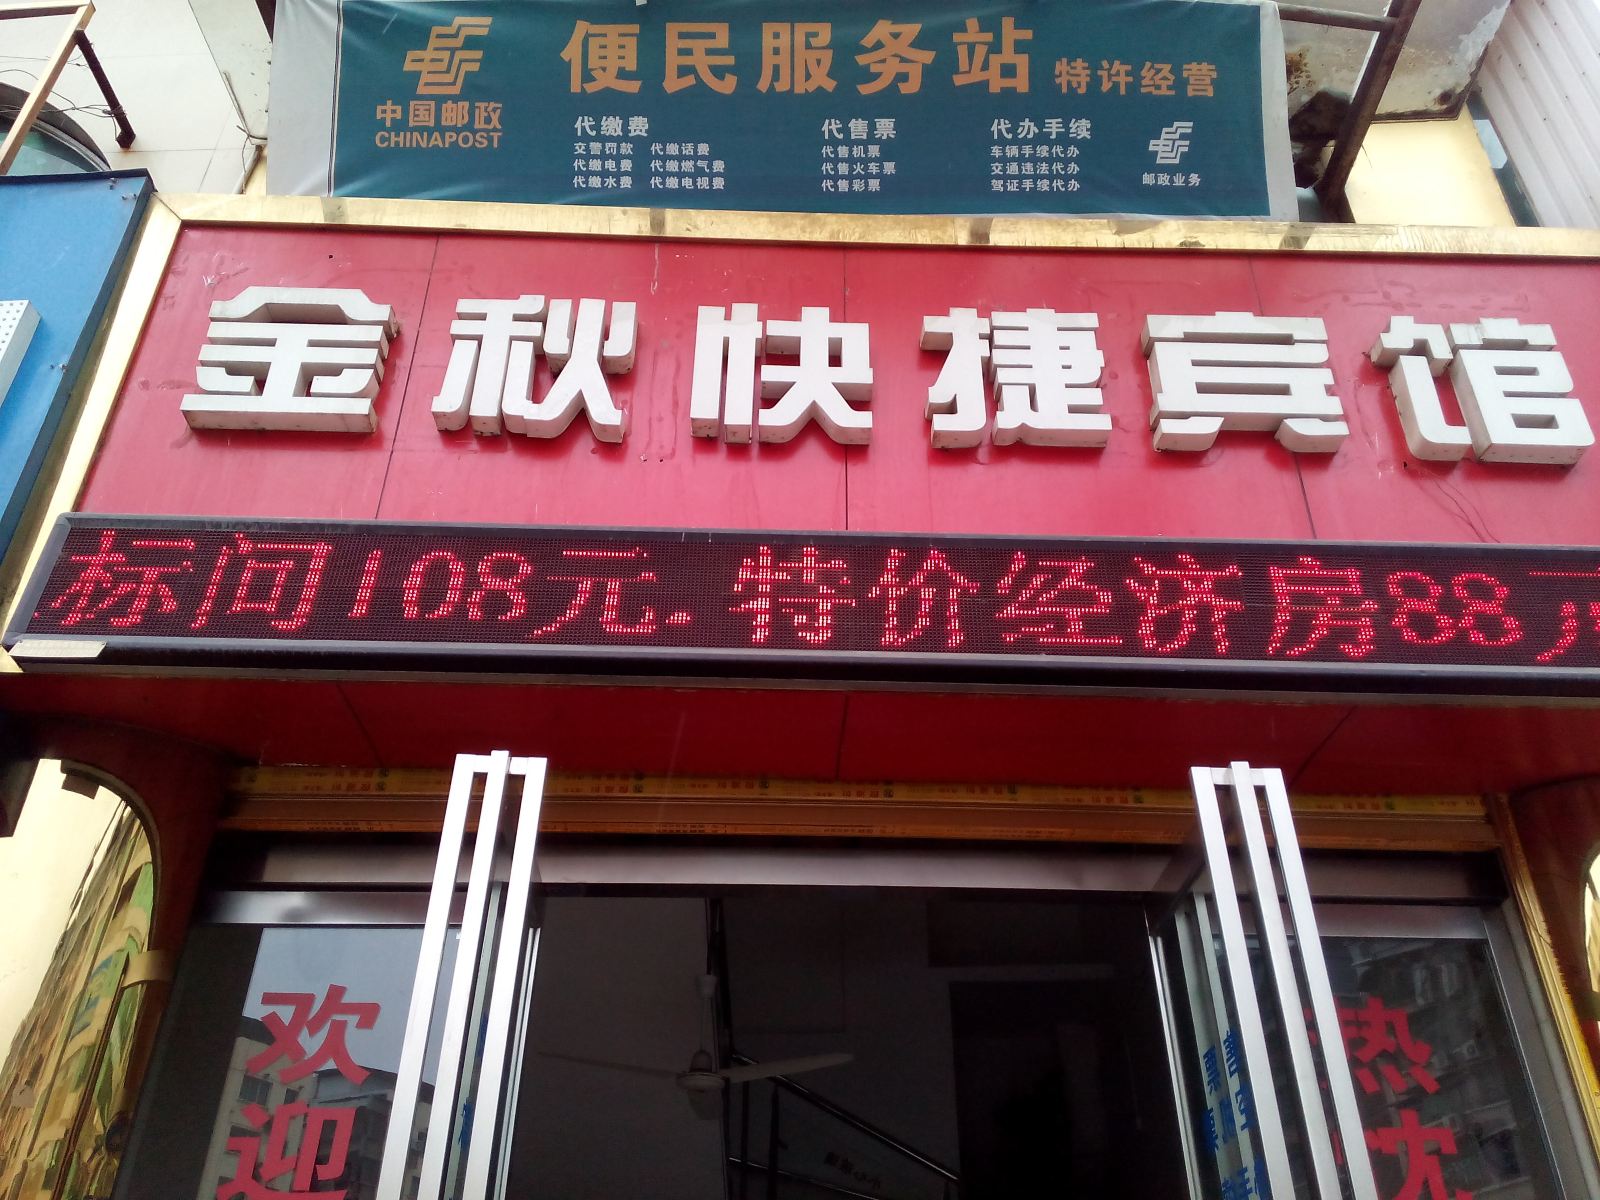 中国邮政
CHINAPOST
便民服务站 特许经营
代缴费
交警罚款 代缴话费
代缴电费 代缴燃气费
代缴水费 代缴电视费
代售票
代售机票
代售火车票
代售彩票
代办手续
车辆手续代办
交通违法代办
驾证手续代办
邮政业务
金秋快捷宾馆
标间108元.特价经济房88元
欢迎
热忱